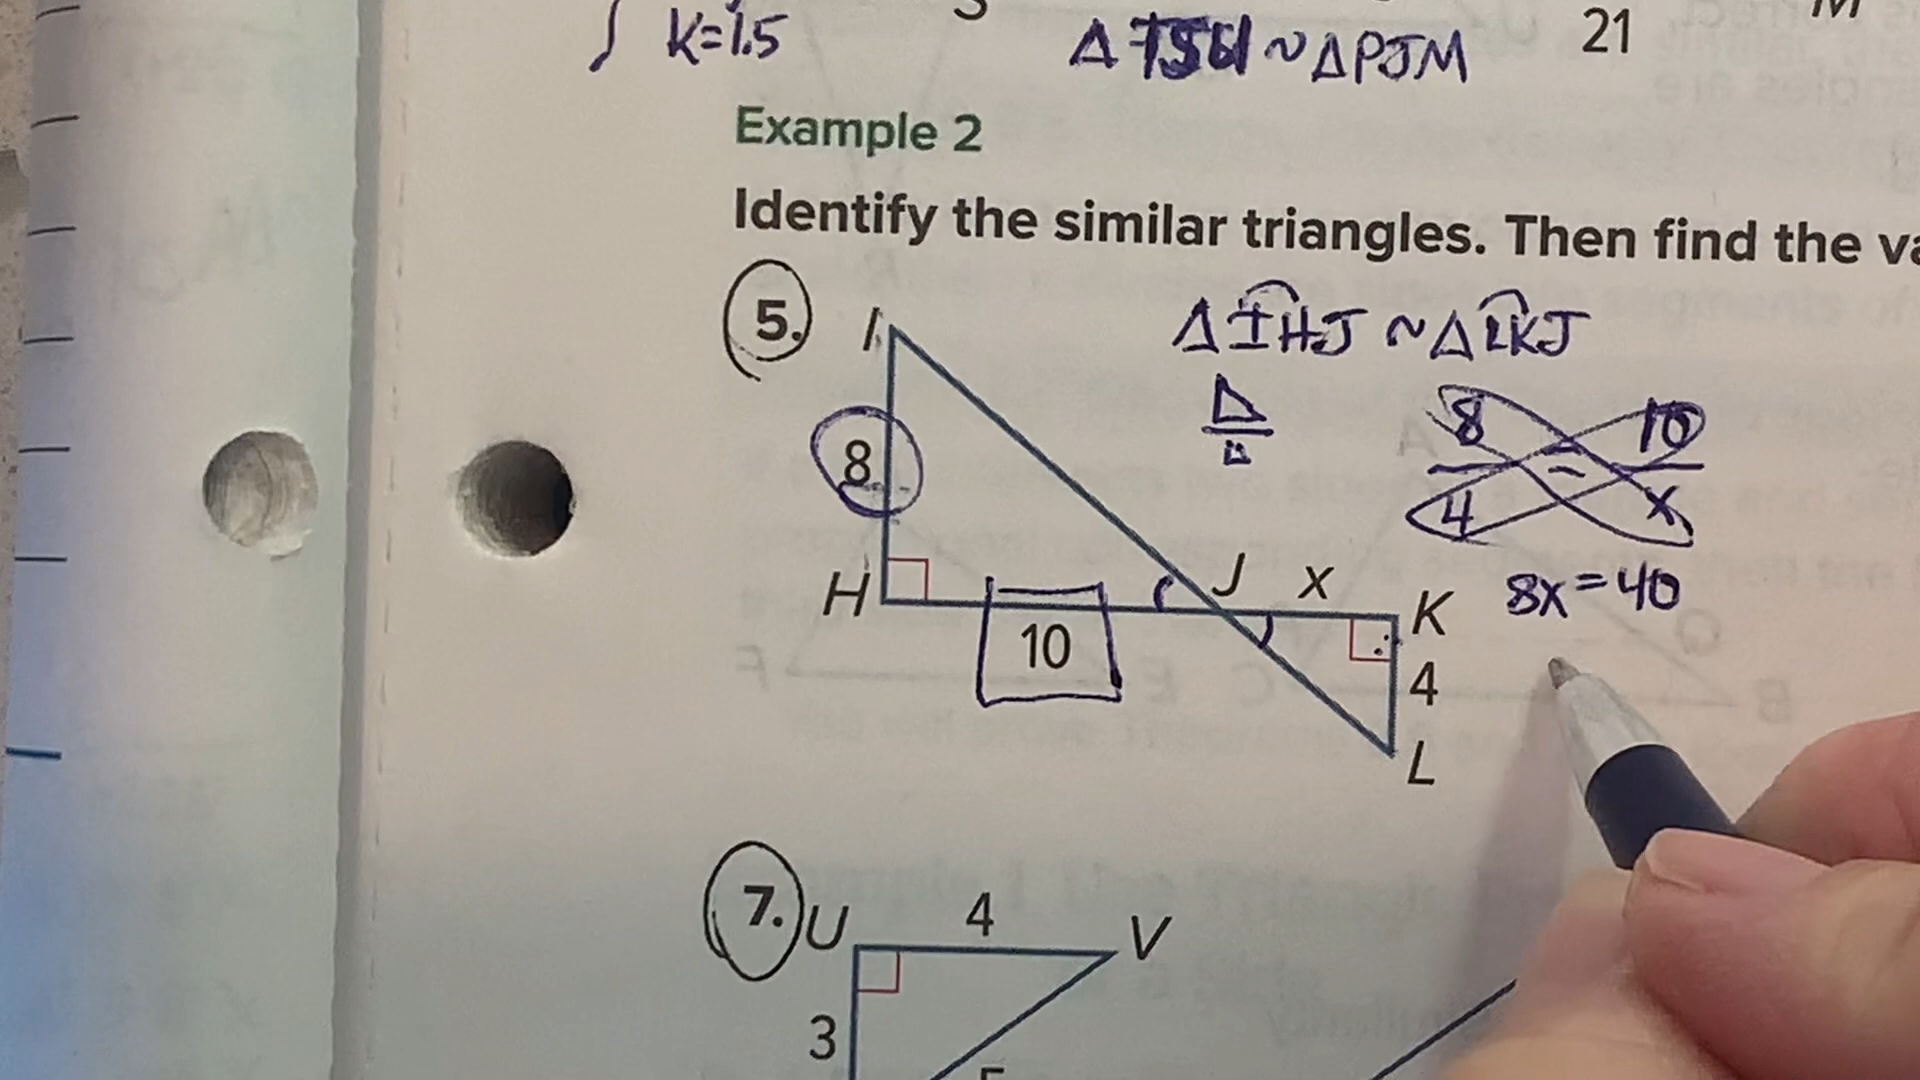 K=1.5
∼ΔPJM
21
M
Example 2
Identify the similar triangles. Then find the va
5.
I
ΔIHJ ∼ΔLKJ
8 = 10
4 x
8
H
J
x
K
8x=40
10
4
L
7.
U
4
V
3